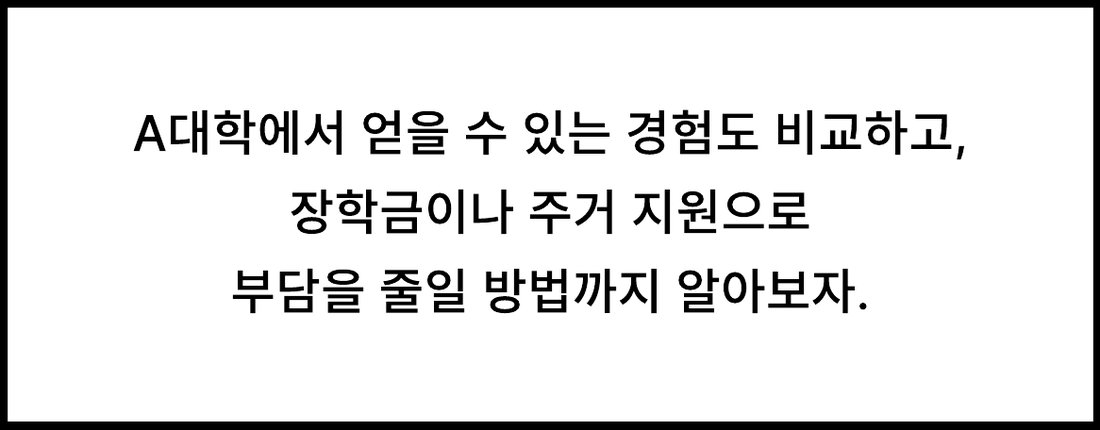 A대학에서 얻을 수 있는 경험도 비교하고,
장학금이나 주거 지원으로
부담을 줄일 방법까지 알아보자.